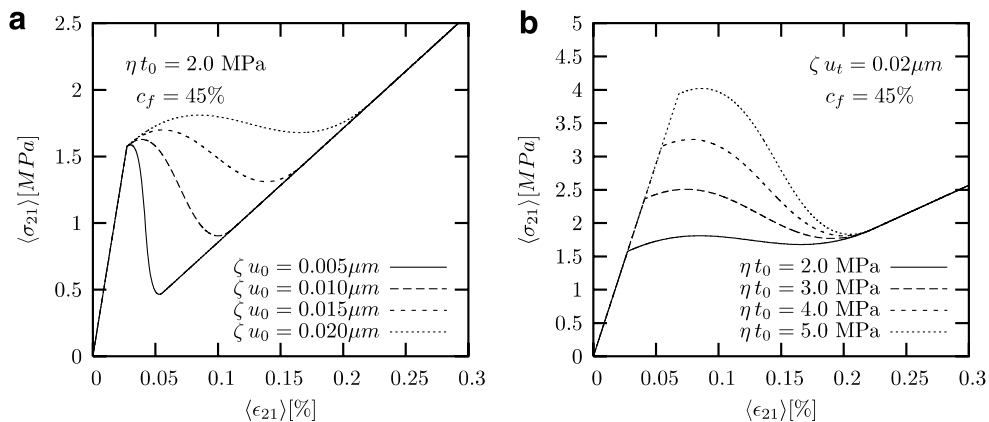 a
2.5
2
1.5
1
0.5
0
0 0.05 0.1 0.15 0.2 0.25 0.3
⟨σ21⟩[MPa]
⟨ϵ21⟩[%]
η t0 = 2.0 MPa
cf = 45%
ζ u0 = 0.005μm
ζ u0 = 0.010μm
ζ u0 = 0.015μm
ζ u0 = 0.020μm
b
5
4.5
4
3.5
3
2.5
2
1.5
1
0.5
0
0 0.05 0.1 0.15 0.2 0.25 0.3
⟨σ21⟩[MPa]
⟨ϵ21⟩[%]
ζ ut = 0.02μm
cf = 45%
η t0 = 2.0 MPa
η t0 = 3.0 MPa
η t0 = 4.0 MPa
η t0 = 5.0 MPa